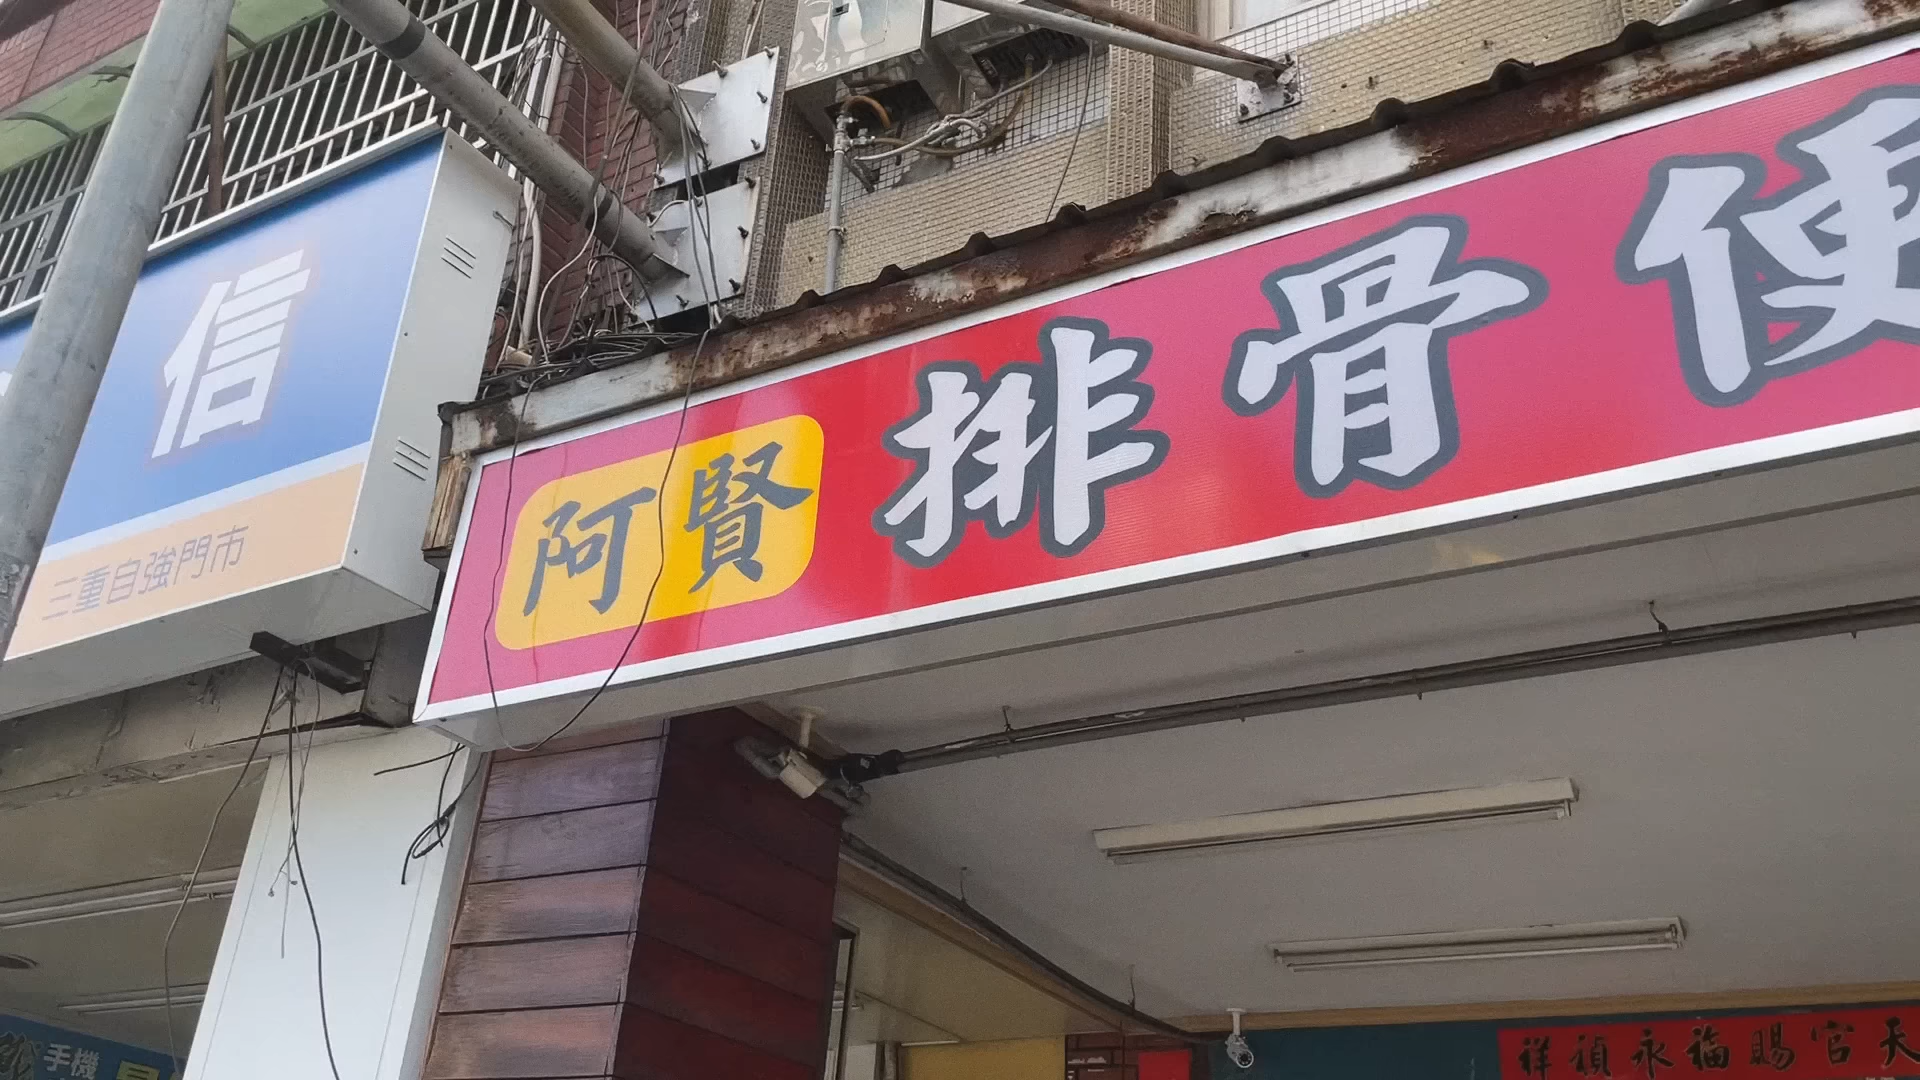 信
三重自強門市
阿賢 排骨便
手機
祥禎永福賜官天